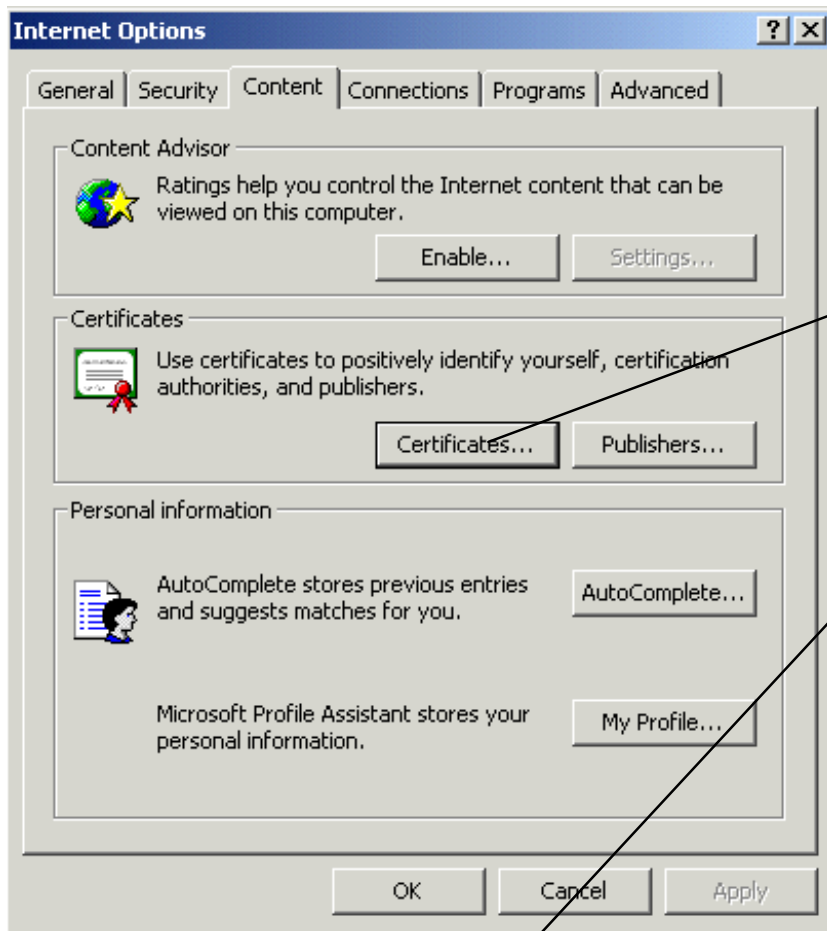 Internet Options
General Security Content Connections Programs Advanced
Content Advisor
Ratings help you control the Internet content that can be
viewed on this computer.
Enable... Settings...
Certificates
Use certificates to positively identify yourself, certification
authorities, and publishers.
Certificates... Publishers...
Personal information
AutoComplete stores previous entries
and suggests matches for you.
AutoComplete...
Microsoft Profile Assistant stores your
personal information.
My Profile...
OK Cancel Apply